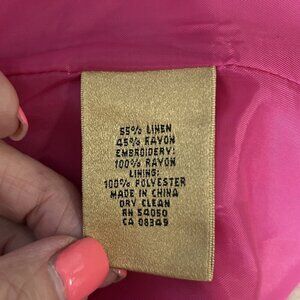 55% LINEN
45% RAYON
EMBROIDERY:
100% RAYON
LINING:
100% POLYESTER
MADE IN CHINA
DRY CLEAN
RN 54050
CA 08349